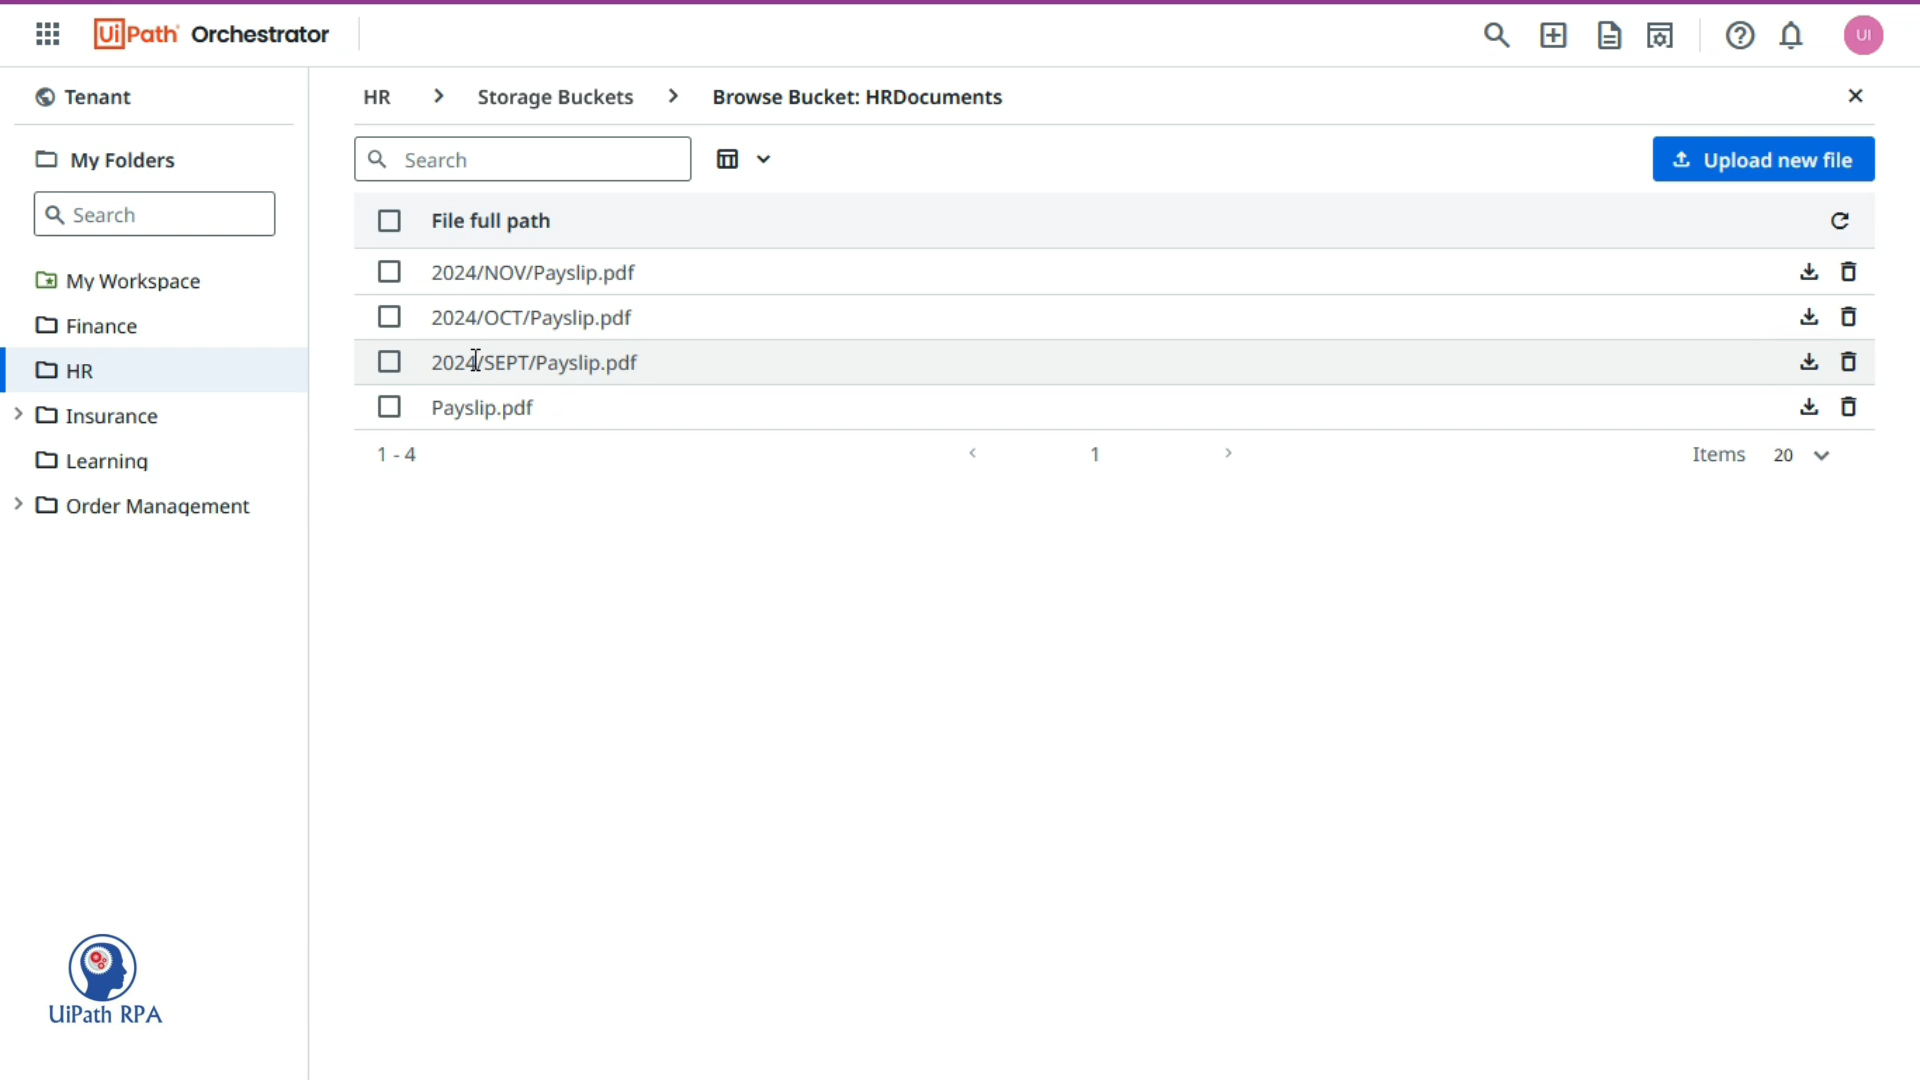 UiPath Orchestrator
UI
Tenant
My Folders
Search
My Workspace
Finance
HR
Insurance
Learning
Order Management
UiPath RPA
HR > Storage Buckets > Browse Bucket: HRDocuments
Search
Upload new file
File full path
2024/NOV/Payslip.pdf
2024/OCT/Payslip.pdf
2024/SEPT/Payslip.pdf
Payslip.pdf
1 - 4 < 1 > Items 20